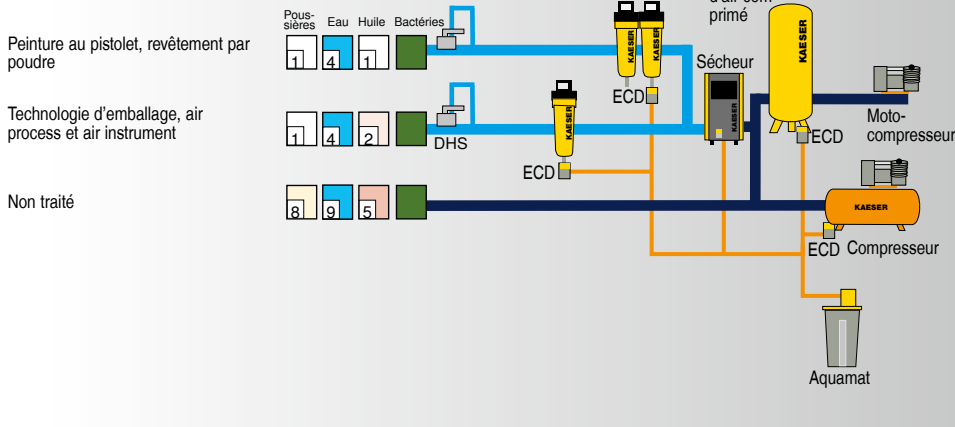 d'air com-
primé
Pous-
sières Eau Huile Bactéries
Peinture au pistolet, revêtement par
poudre
1 4 1
KAESER KAESER
KAESER
ECD
Sécheur
KAESER
Technologie d'emballage, air
process et air instrument
1 4 2
DHS
KAESER
ECD
ECD
Moto-
compresseur
Non traité
8 9 5
KAESER
ECD Compresseur
Aquamat